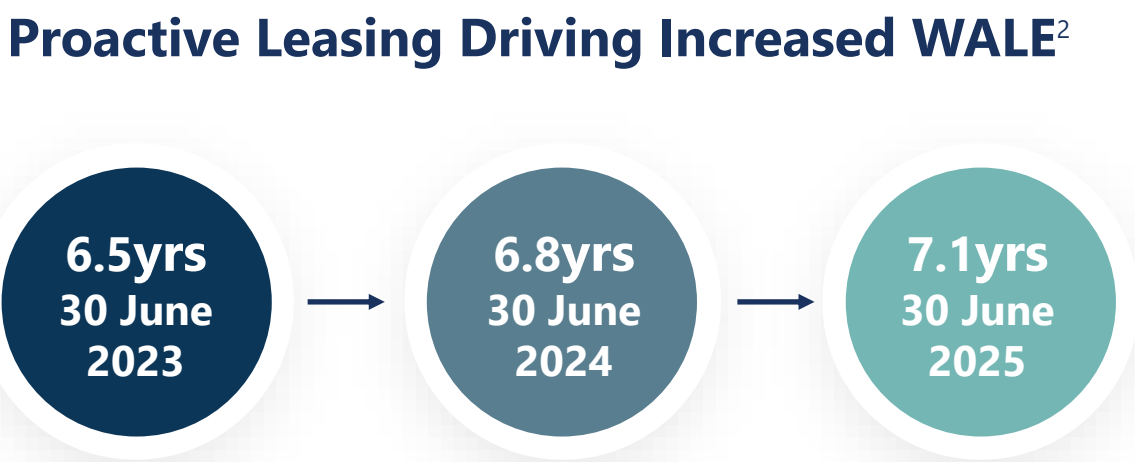 Proactive Leasing Driving Increased WALE²
6.5yrs
30 June
2023
6.8yrs
30 June
2024
7.1yrs
30 June
2025